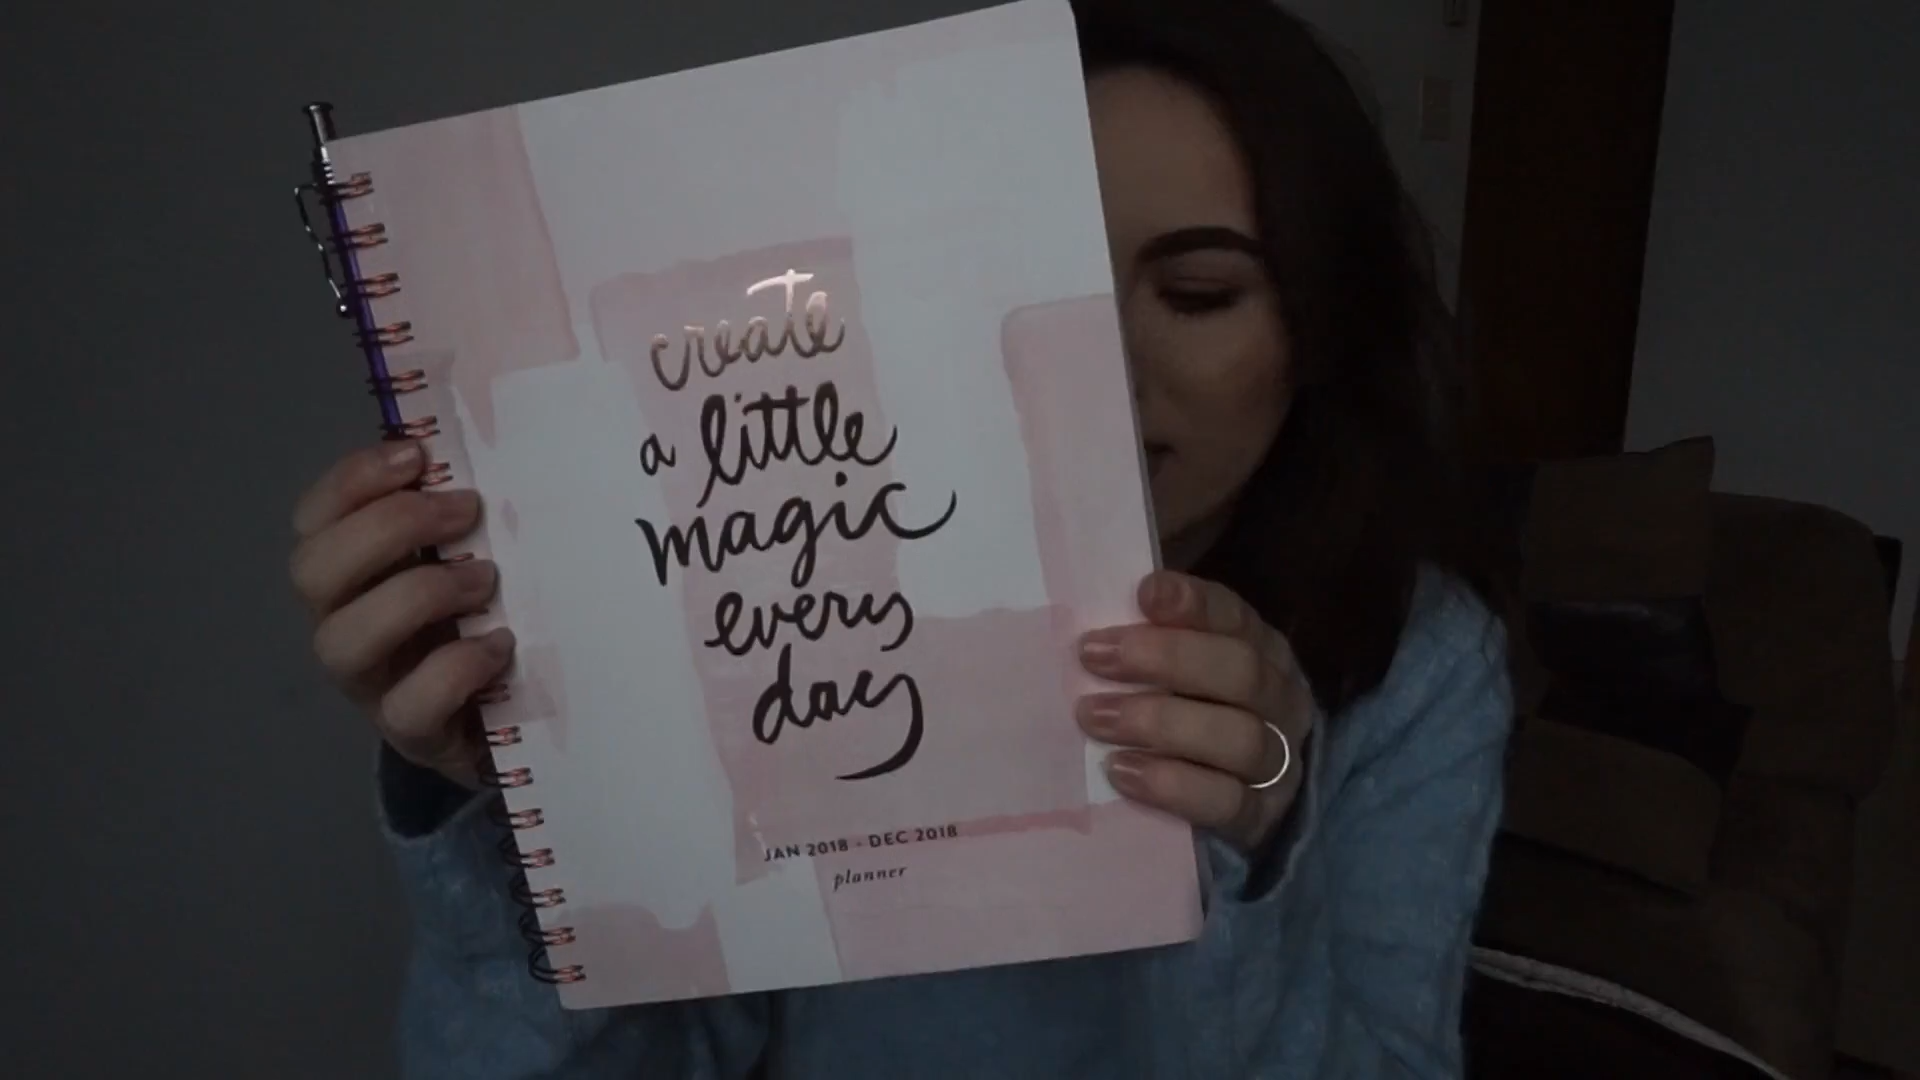 create
a little
magic
every
day
JAN 2018 - DEC 2018
planner